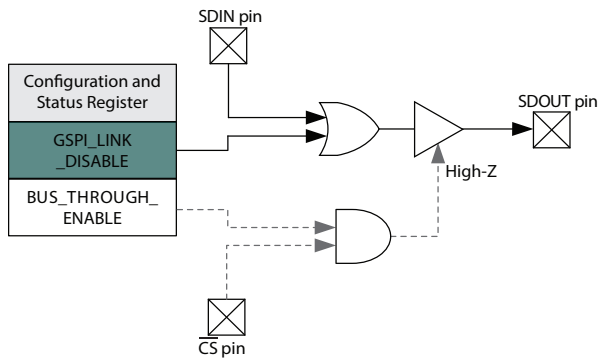 SDIN pin
Configuration and
Status Register
GSPI_LINK
_DISABLE
BUS_THROUGH_
ENABLE
SDOUT pin
High-Z
CS pin